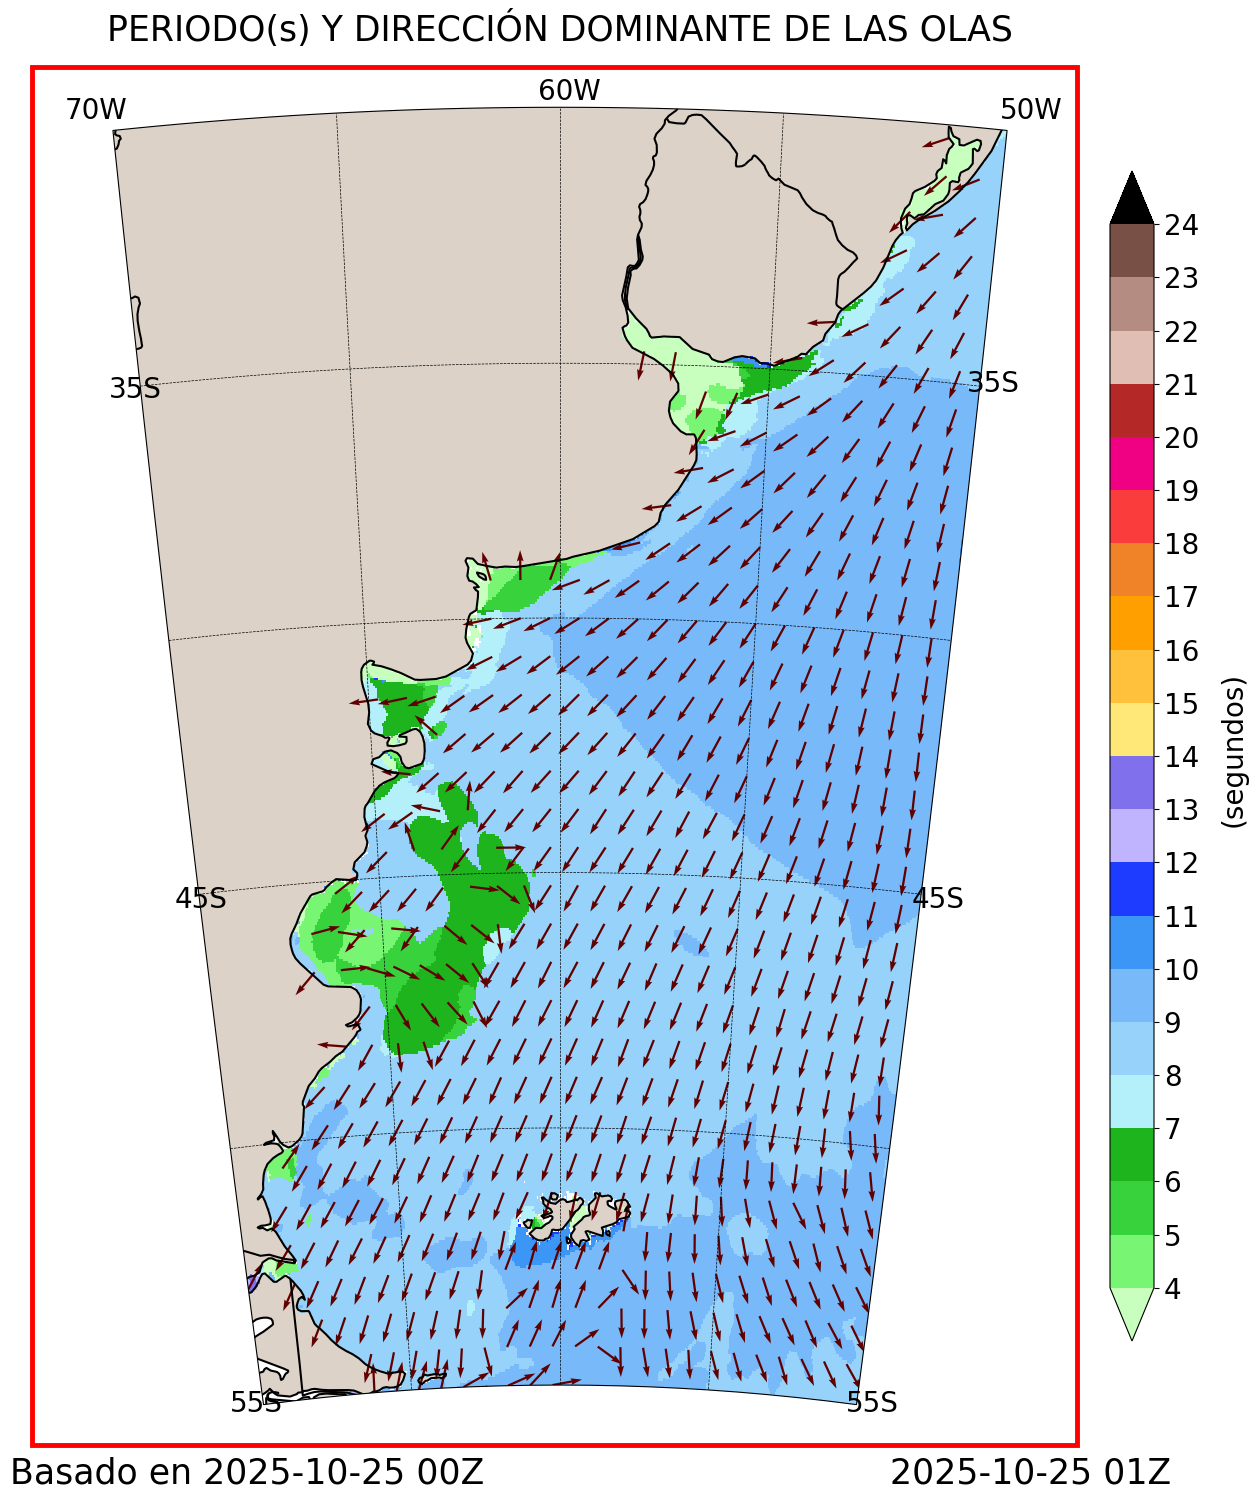 PERIODO(s) Y DIRECCIÓN DOMINANTE DE LAS OLAS
70W
60W
50W
35S
35S
45S
45S
55S
55S
24
23
22
21
20
19
18
17
16
15
14
13
12
11
10
9
8
7
6
5
4
(segundos)
Basado en 2025-10-25 00Z
2025-10-25 01Z